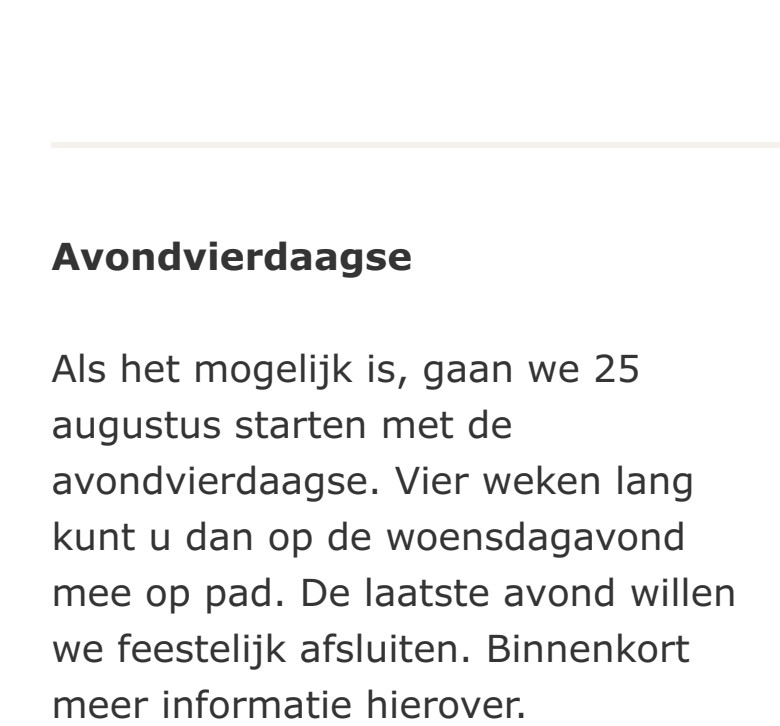 Avondvierdaagse
Als het mogelijk is, gaan we 25
augustus starten met de
avondvierdaagse. Vier weken lang
kunt u dan op de woensdagavond
mee op pad. De laatste avond willen
we feestelijk afsluiten. Binnenkort
meer informatie hierover.